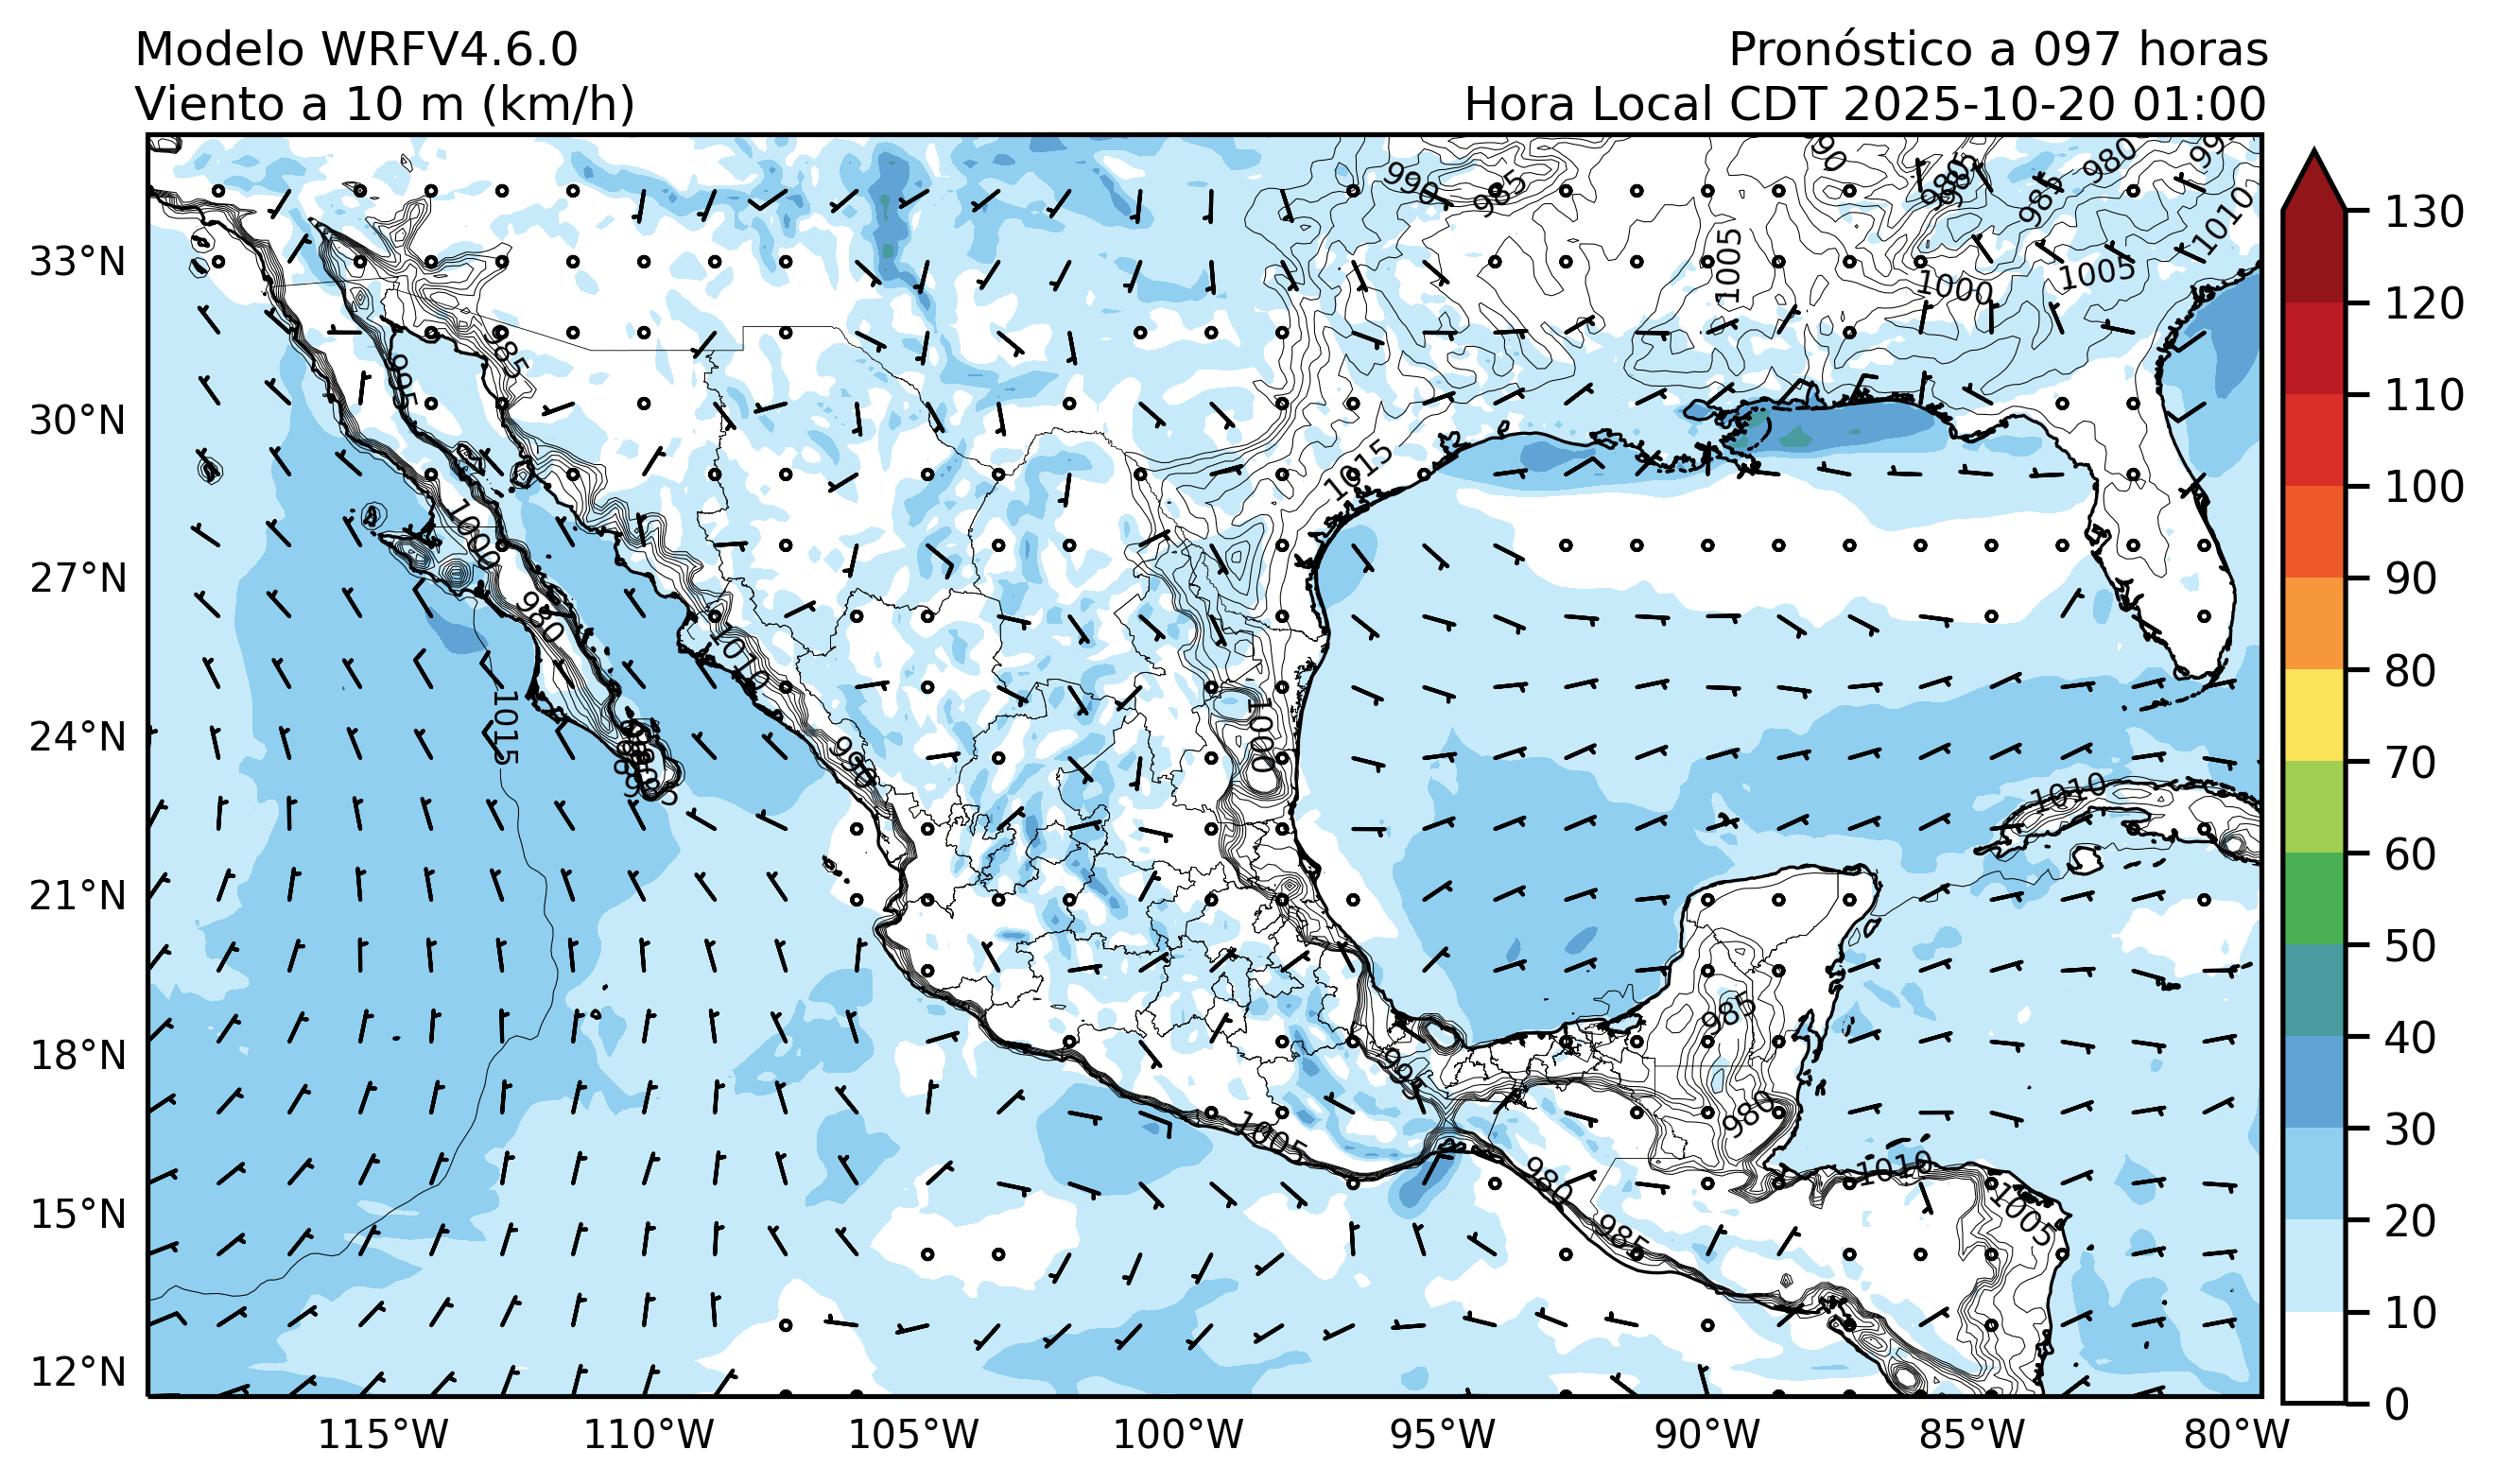 Modelo WRFV4.6.0
Viento a 10 m (km/h)
Pronóstico a 097 horas
Hora Local CDT 2025-10-20 01:00
33°N
30°N
27°N
24°N
21°N
18°N
15°N
12°N
115°W
110°W
105°W
100°W
95°W
90°W
85°W
80°W
130
120
110
100
90
80
70
60
50
40
30
20
10
0
990
985
980
985
1010
1005
1005
1000
985
995
1015
1000
980
1010
1015
990
1000
1010
985
995
980
1005
980
985
1010
1005